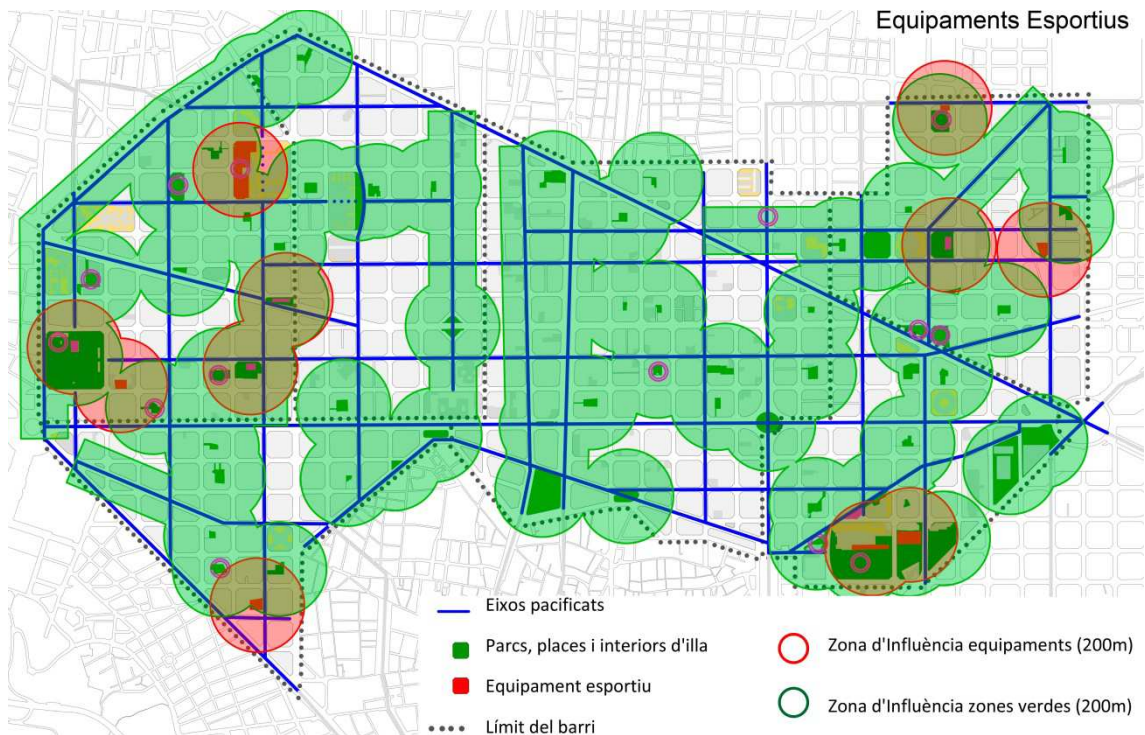 Equipaments Esportius
Eixos pacificats
Parcs, places i interiors d'illa
Equipament esportiu
Límit del barri
Zona d'Influència equipaments (200m)
Zona d'Influència zones verdes (200m)